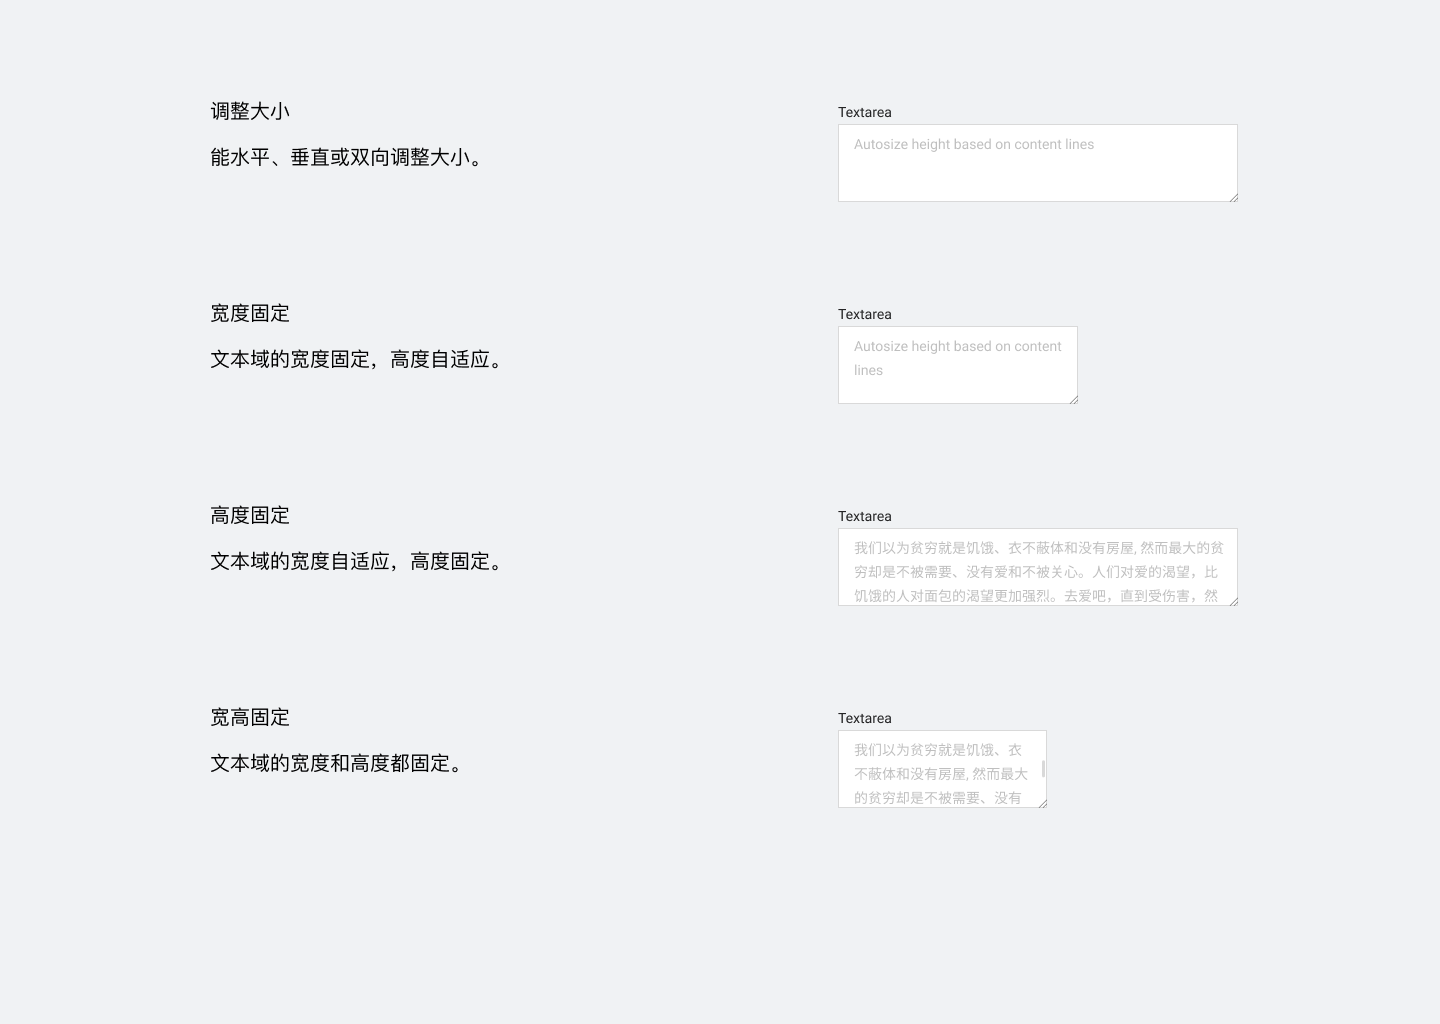 调整大小
Textarea
能水平、垂直或双向调整大小。
Autosize height based on content lines
宽度固定
Textarea
文本域的宽度固定，高度自适应。
Autosize height based on content
lines
高度固定
Textarea
文本域的宽度自适应，高度固定。
我们以为贫穷就是饥饿、衣不蔽体和没有房屋, 然而最大的贫
穷却是不被需要、没有爱和不被关心。人们对爱的渴望，比
饥饿的人对面包的渴望更加强烈。去爱吧，直到受伤害，然
宽高固定
Textarea
文本域的宽度和高度都固定。
我们以为贫穷就是饥饿、衣
不蔽体和没有房屋, 然而最大
的贫穷却是不被需要、没有